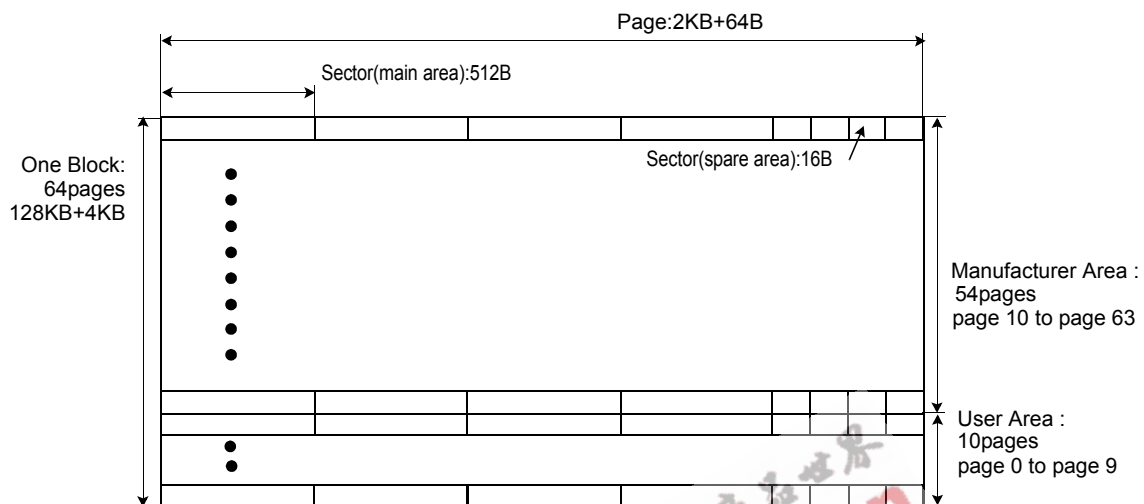 Page:2KB+64B
Sector(main area):512B
Sector(spare area):16B
One Block:
64pages
128KB+4KB
Manufacturer Area :
54pages
page 10 to page 63
User Area :
10pages
page 0 to page 9